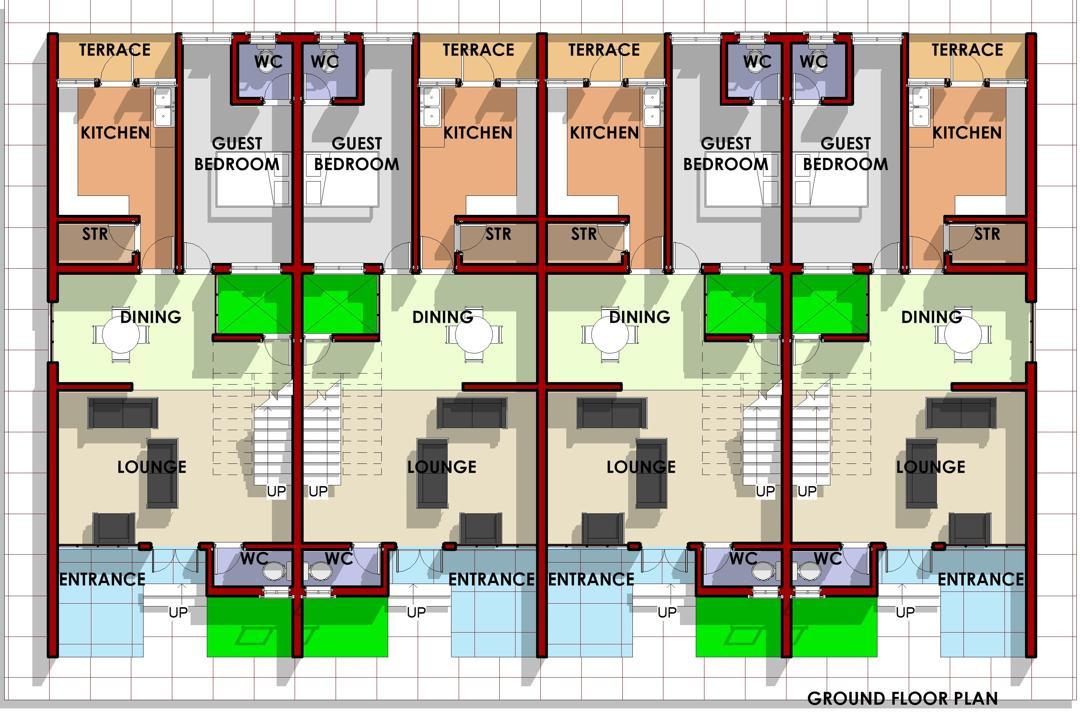 TERRACE WC WC TERRACE TERRACE WC WC TERRACE
KITCHEN KITCHEN KITCHEN KITCHEN
GUEST GUEST GUEST GUEST
BEDROOM BEDROOM BEDROOM BEDROOM
STR STR STR STR
DINING DINING DINING DINING
LOUNGE LOUNGE LOUNGE LOUNGE
UP UP UP UP
WC WC WC WC
ENTRANCE ENTRANCE ENTRANCE ENTRANCE
UP UP UP UP
GROUND FLOOR PLAN